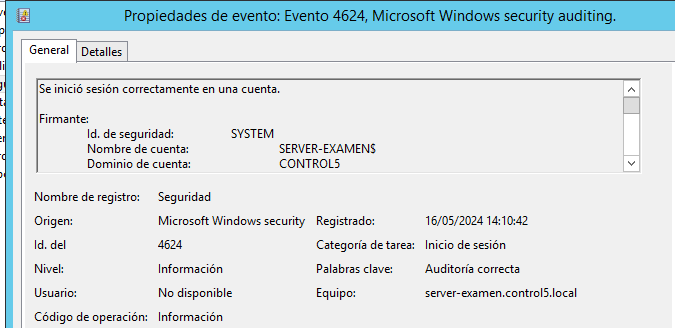 Propiedades de evento: Evento 4624, Microsoft Windows security auditing.
General Detalles
Se inició sesión correctamente en una cuenta.
Firmante:
Id. de seguridad: SYSTEM
Nombre de cuenta: SERVER-EXAMEN$
Dominio de cuenta: CONTROL5
Nombre de registro: Seguridad
Origen: Microsoft Windows security Registrado: 16/05/2024 14:10:42
Id. del 4624 Categoría de tarea: Inicio de sesión
Nivel: Información Palabras clave: Auditoría correcta
Usuario: No disponible Equipo: server-examen.control5.local
Código de operación: Información